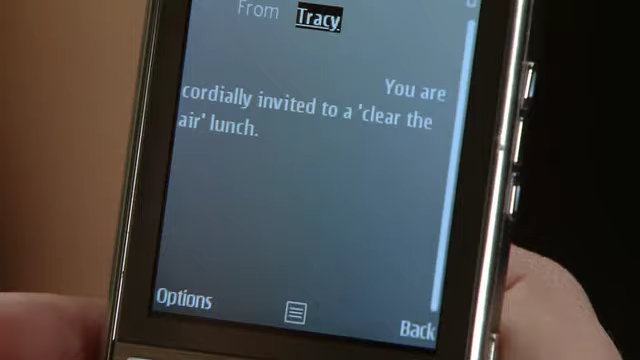 From Tracy
You are
cordially invited to a 'clear the
air' lunch.
Options
Back